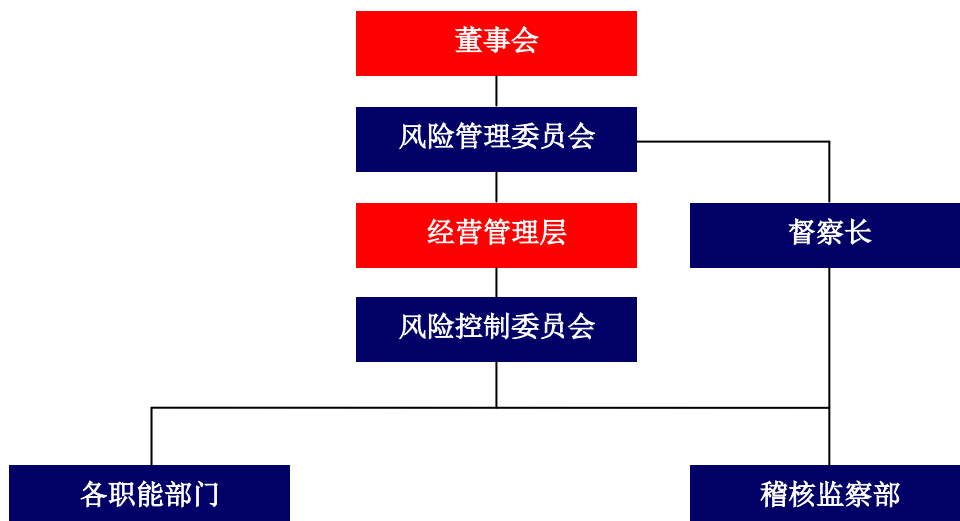 董事会
风险管理委员会
经营管理层
督察长
风险控制委员会
各职能部门
稽核监察部